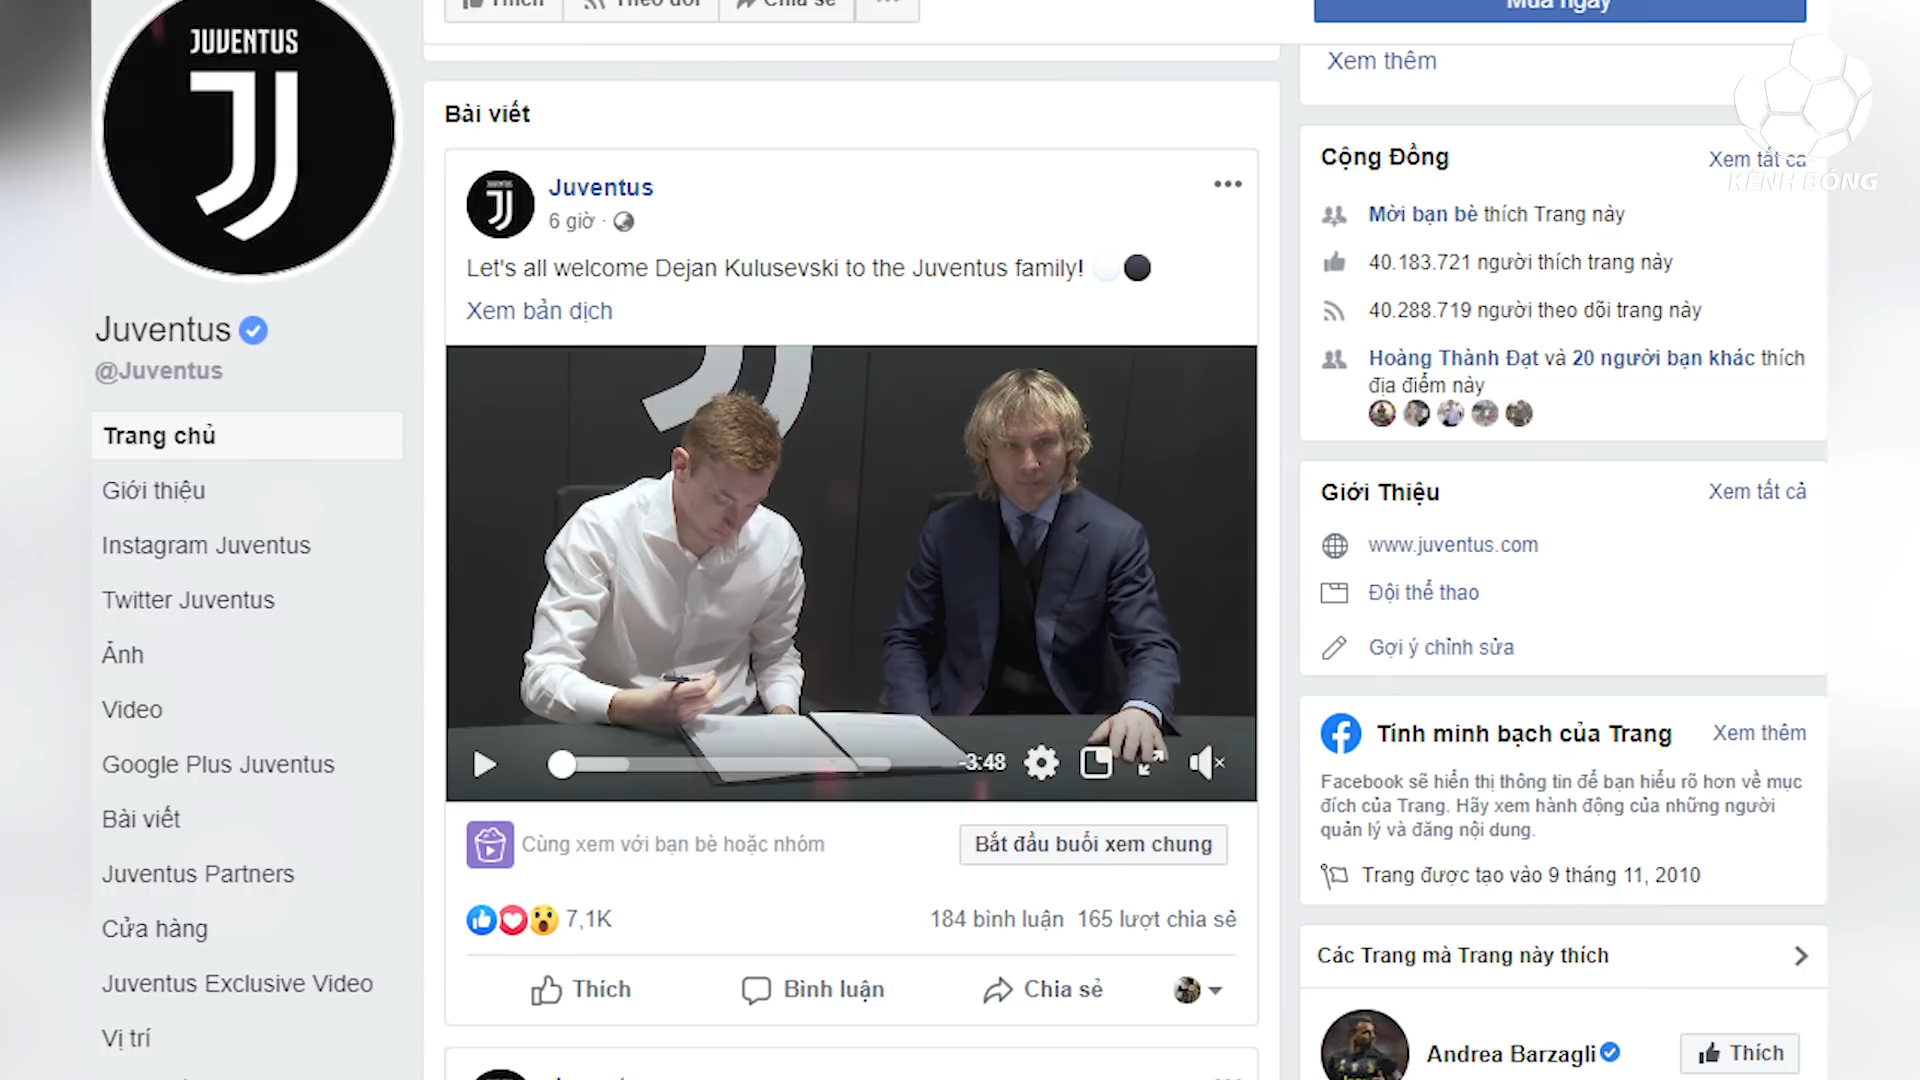 Thích
Theo dõi
Chia sẻ
Mua ngay
JUVENTUS
Juventus
@Juventus
Trang chủ
Giới thiệu
Instagram Juventus
Twitter Juventus
Ảnh
Video
Google Plus Juventus
Bài viết
Juventus Partners
Cửa hàng
Juventus Exclusive Video
Vị trí
Bài viết
Juventus
6 giờ ·
Let's all welcome Dejan Kulusevski to the Juventus family!
Xem bản dịch
-3:48
Cùng xem với bạn bè hoặc nhóm
Bắt đầu buổi xem chung
7,1K
184 bình luận 165 lượt chia sẻ
Thích
Bình luận
Chia sẻ
Juventus
Xem thêm
KÊNH BÓNG
Cộng Đồng
Xem tất cả
Mời bạn bè thích Trang này
40.183.721 người thích trang này
40.288.719 người theo dõi trang này
Hoàng Thành Đạt và 20 người bạn khác thích
địa điểm này
Giới Thiệu
Xem tất cả
www.juventus.com
Đội thể thao
Gợi ý chỉnh sửa
Tính minh bạch của Trang
Xem thêm
Facebook sẽ hiển thị thông tin để bạn hiểu rõ hơn về mục
đích của Trang. Hãy xem hành động của những người
quản lý và đăng nội dung.
Trang được tạo vào 9 tháng 11, 2010
Các Trang mà Trang này thích
Andrea Barzagli
Thích